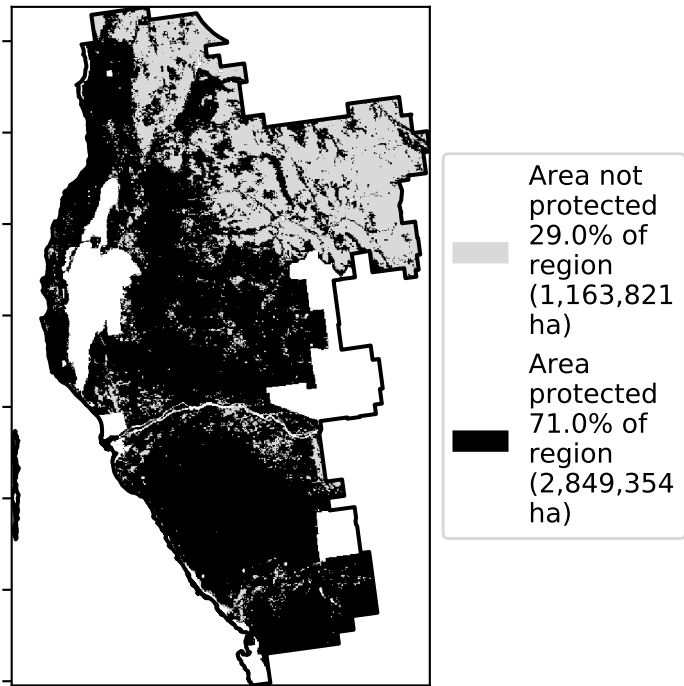 Area not
protected
29.0% of
region
(1,163,821
ha)
Area
protected
71.0% of
region
(2,849,354
ha)